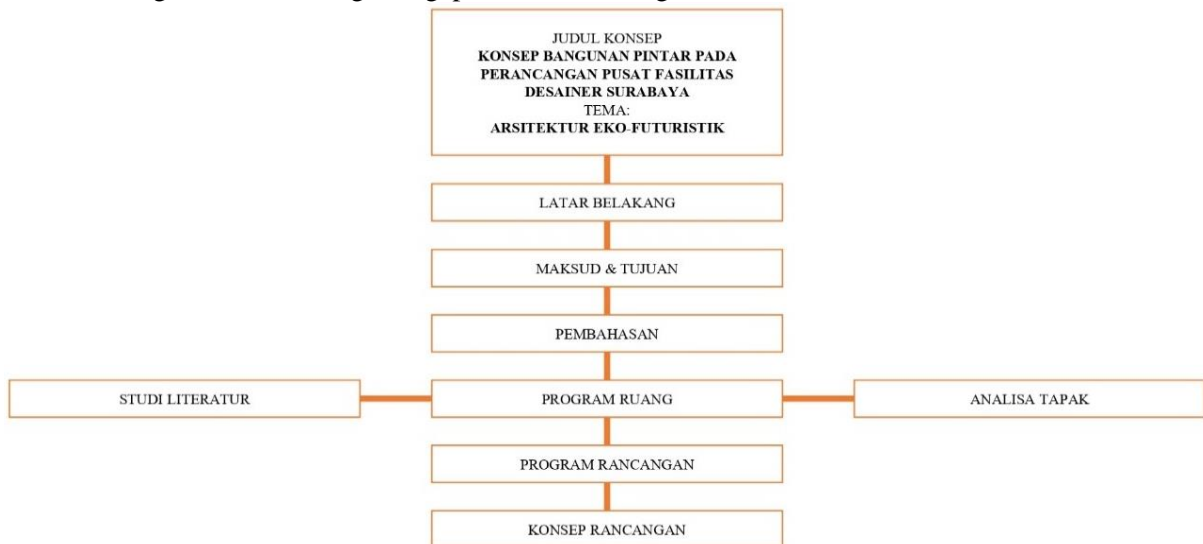 JUDUL KONSEP
KONSEP BANGUNAN PINTAR PADA
PERANCANGAN PUSAT FASILITAS
DESAINER SURABAYA
TEMA:
ARSITEKTUR EKO-FUTURISTIK
LATAR BELAKANG
MAKSUD & TUJUAN
PEMBAHASAN
STUDI LITERATUR
PROGRAM RUANG
ANALISA TAPAK
PROGRAM RANCANGAN
KONSEP RANCANGAN